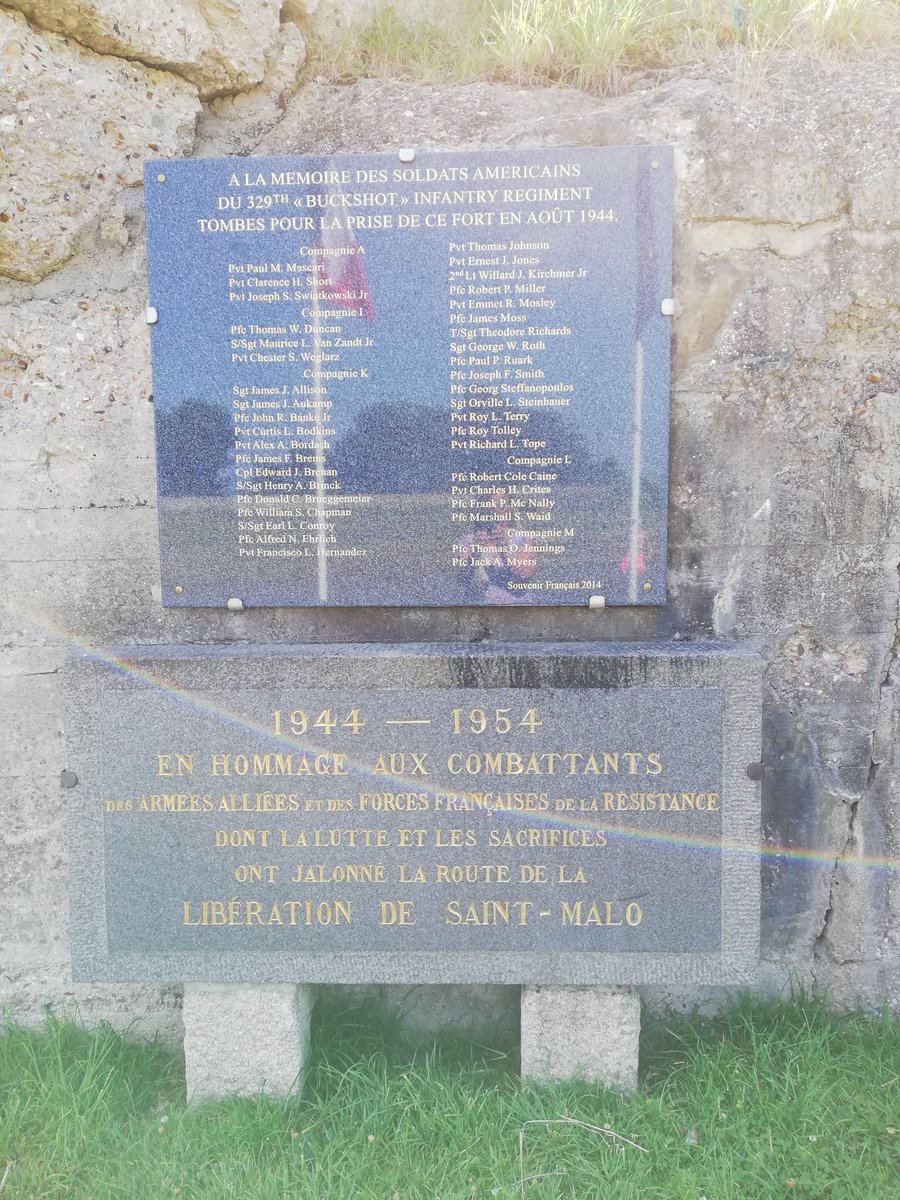 A LA MEMOIRE DES SOLDATS AMERICAINS
DU 329TH « BUCKSHOT » INFANTRY REGIMENT
TOMBES POUR LA PRISE DE CE FORT EN AOÛT 1944.
Compagnie A
Pvt Paul M. Mascari
Pvt Clarence H. Short
Pvt Joseph S. Swiatkowski Jr
Compagnie I
Pfc Thomas W. Duncan
S/Sgt Maurice L. Van Zandt Jr
Pvt Chester S. Weglarz
Compagnie K
Sgt James J. Allison
Sgt James J. Aukamp
Pfc John R. Banke Jr
Pvt Curtis L. Bodkins
Pvt Alex A. Bordash
Pfc James F. Brems
Cpl Edward J. Brenan
S/Sgt Henry A. Brinck
Pfc Donald C. Brueggemeier
Pfc William S. Chapman
S/Sgt Earl L. Conroy
Pfc Alfred N. Ehrlich
Pvt Francisco L. Hernandez
Pvt Thomas Johnson
Pvt Ernest J. Jones
2nd Lt Willard J. Kirchmer Jr
Pfc Robert P. Miller
Pvt Emmet R. Mosley
Pfc James Moss
T/Sgt Theodore Richards
Sgt George W. Roth
Pfc Paul P. Ruark
Pfc Joseph F. Smith
Pfc Georg Steffanopoulos
Sgt Orville L. Steinhauer
Pvt Roy L. Terry
Pfc Roy Tolley
Pvt Richard L. Tope
Compagnie L
Pfc Robert Cole Caine
Pvt Charles H. Crites
Pfc Frank P. Mc Nally
Pfc Marshall S. Waid
Compagnie M
Pfc Thomas O. Jennings
Pfc Jack A. Myers
Souvenir Français 2014
1944 — 1954
EN HOMMAGE AUX COMBATTANTS
DES ARMEES ALLIÉES ET DES FORCES FRANÇAISES DE LA RÉSISTANCE
DONT LA LUTTE ET LES SACRIFICES
ONT JALONNÉ LA ROUTE DE LA
LIBÉRATION DE SAINT-MALO